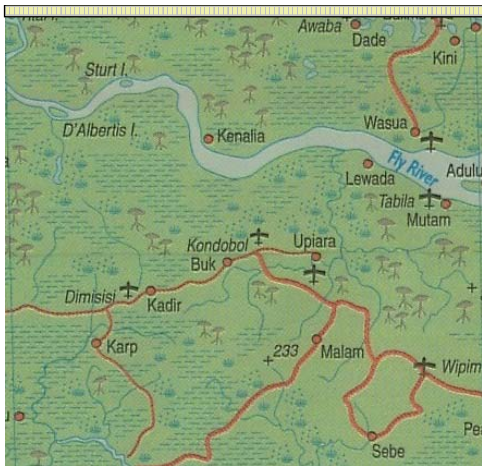 Awaba
Dade
Kini
Sturt I.
D'Albertis I.
Kenalia
Wasua
Fly River
Lewada
Adulu
Tabila
Mutam
Kondobol
Upiara
Buk
Dimisisi
Kadir
Karp
+233
Malam
Wipim
Sebe